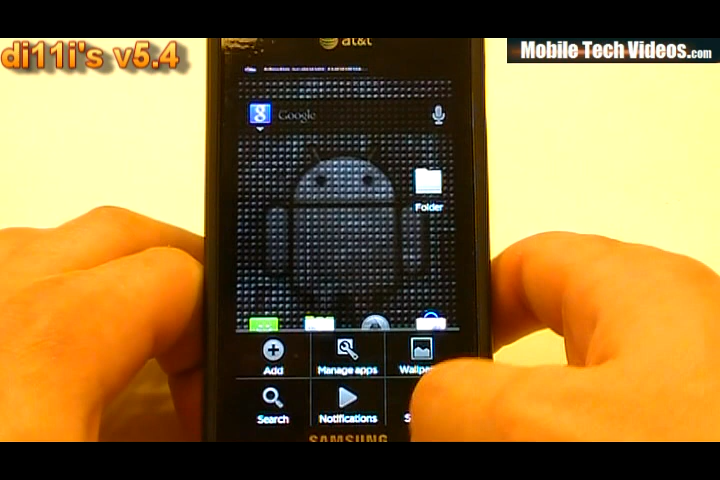 di11i's v5.4
Mobile Tech Videos.com
at&t
Google
Folder
Add
Manage apps
Search
Notifications
SAMSUNG